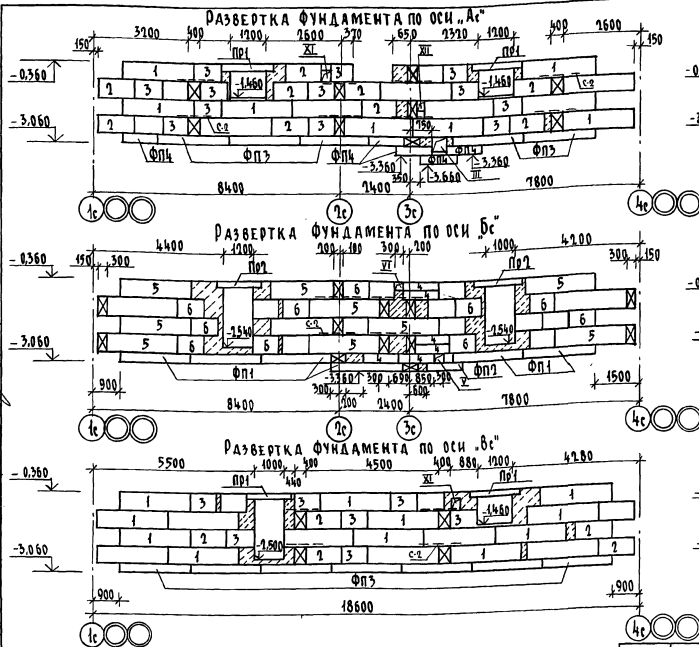 Развертка фундамента по оси „Ас"
3200 400 1200 2600 370 650 2320 1200 400 2600
150 Пр1 XI XII Пр1 150
-0,360
1 3 2 3 3 1
-1.460 -1.460
2 3 3 2 2 3 2 С-2
1 3 1 3 1
С-2 750
2 3 2 3 1 1 3 2
-3.060
ФП4 ФП3 ФП4 ФП4 ФП3
-3.360 -3.360
350 -3.660 III
8400 2400 7800
1с 2с 3с 4с
Развертка фундамента по оси „Бс"
4400 1200 200 100 300 200 1000 4200
150 300 Пр2 VI Пр2 300 150
-0,360
5 5 6 4 6 5
6 5 4 6 5
-2.540 -2.540
5 6 С-2 5 6
5 6 5 4 6 5
-3.060
ФП1 4 4 ФП2 ФП1
900 -3.360 300 690 850 300 V 1500
300 200 600
8400 2400 7800
1с 2с 3с 4с
Развертка фундамента по оси „Вс"
5500 1000 400 4500 400 880 1200 4280
Пр1 440 XI Пр1
-0,360
1 3 3 1 3 1
1 2 3 3 -1.460
1 2 3 1 1 2
-2.500
1 2 3 С-2 1 2
-3.060
ФП3
900 900
18600
1с 4с